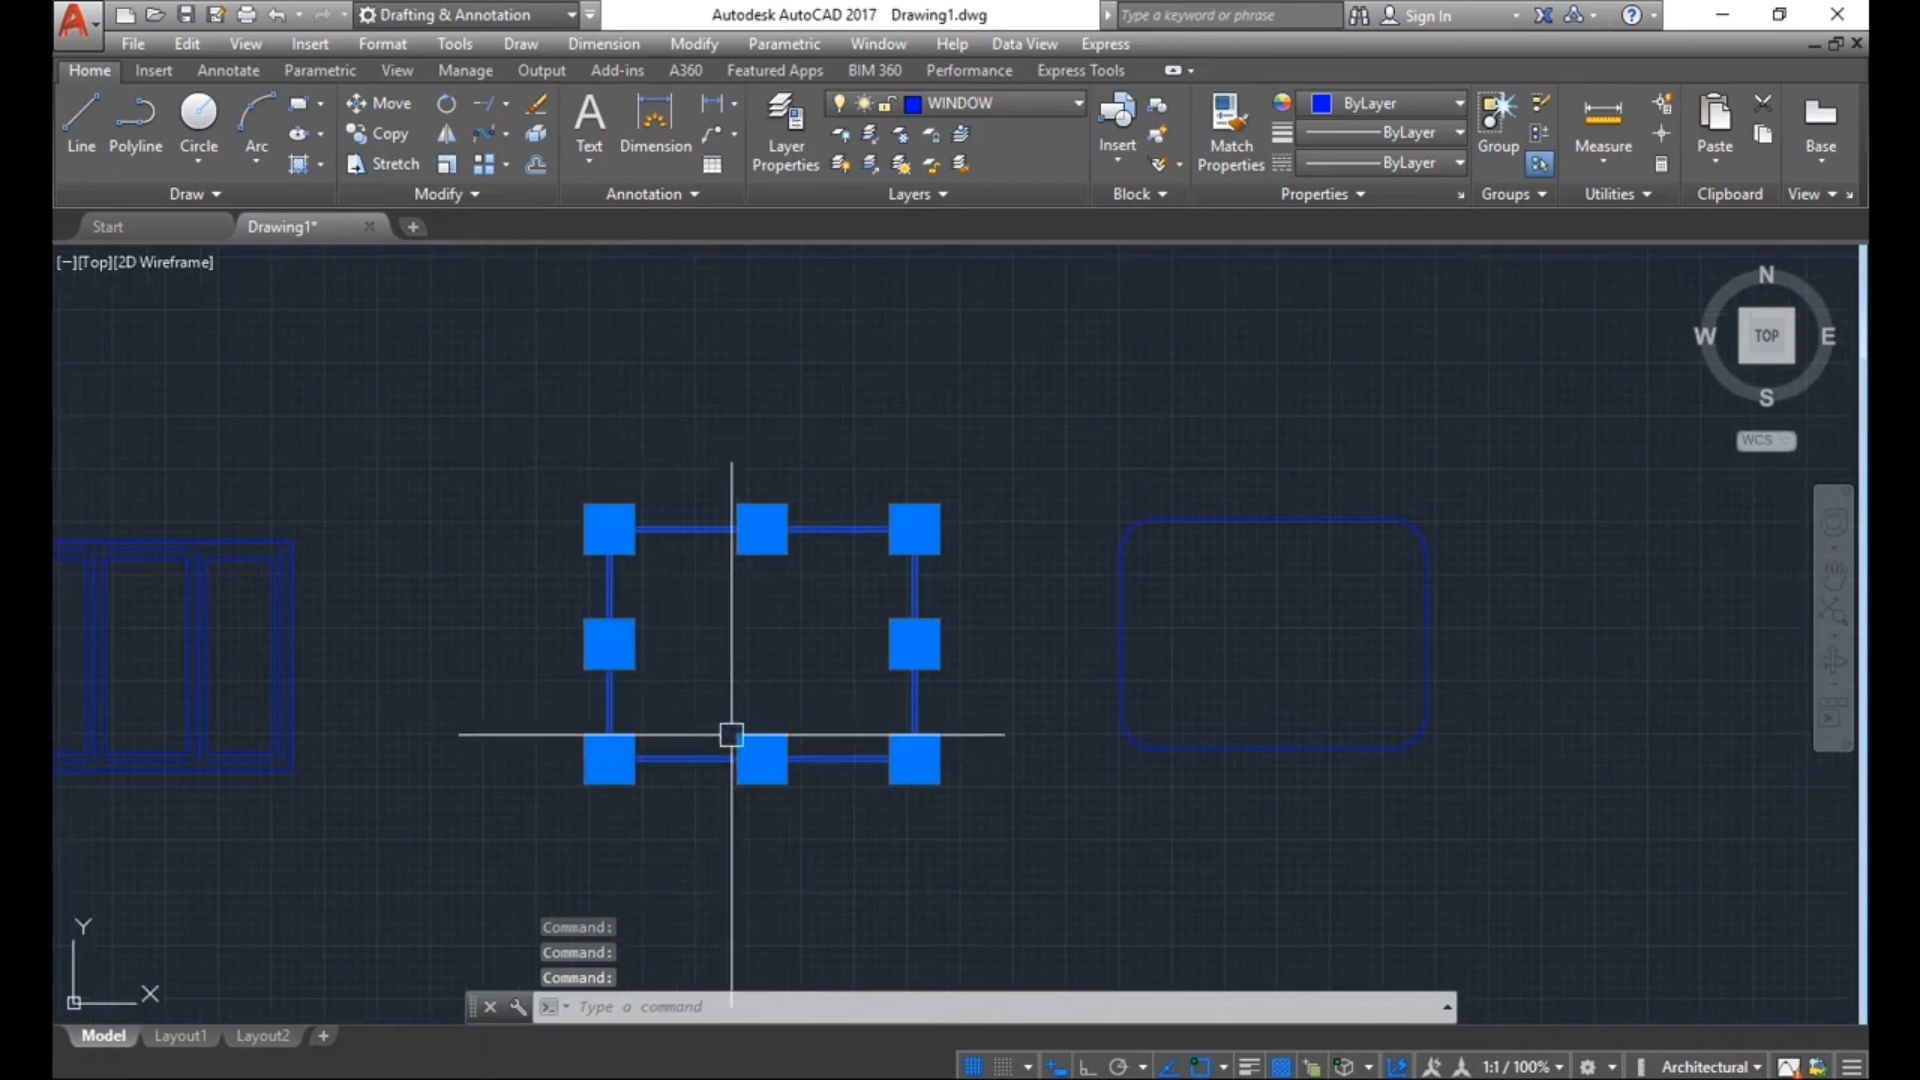 Drafting & Annotation
Autodesk AutoCAD 2017 Drawing1.dwg
Type a keyword or phrase
Sign In
File Edit View Insert Format Tools Draw Dimension Modify Parametric Window Help Data View Express
Home Insert Annotate Parametric View Manage Output Add-ins A360 Featured Apps BIM 360 Performance Express Tools
Line Polyline Circle Arc
Move
Copy
Stretch
Text Dimension
Layer Properties
WINDOW
Insert
Match Properties
ByLayer
ByLayer
ByLayer
Group
Measure
Paste
Base
Draw Modify Annotation Layers Block Properties Groups Utilities Clipboard View
Start Drawing1*
[−][Top][2D Wireframe]
N
W TOP E
S
WCS
Y
X
Command:
Command:
Command:
Type a command
Model Layout1 Layout2
1:1 / 100% Architectural